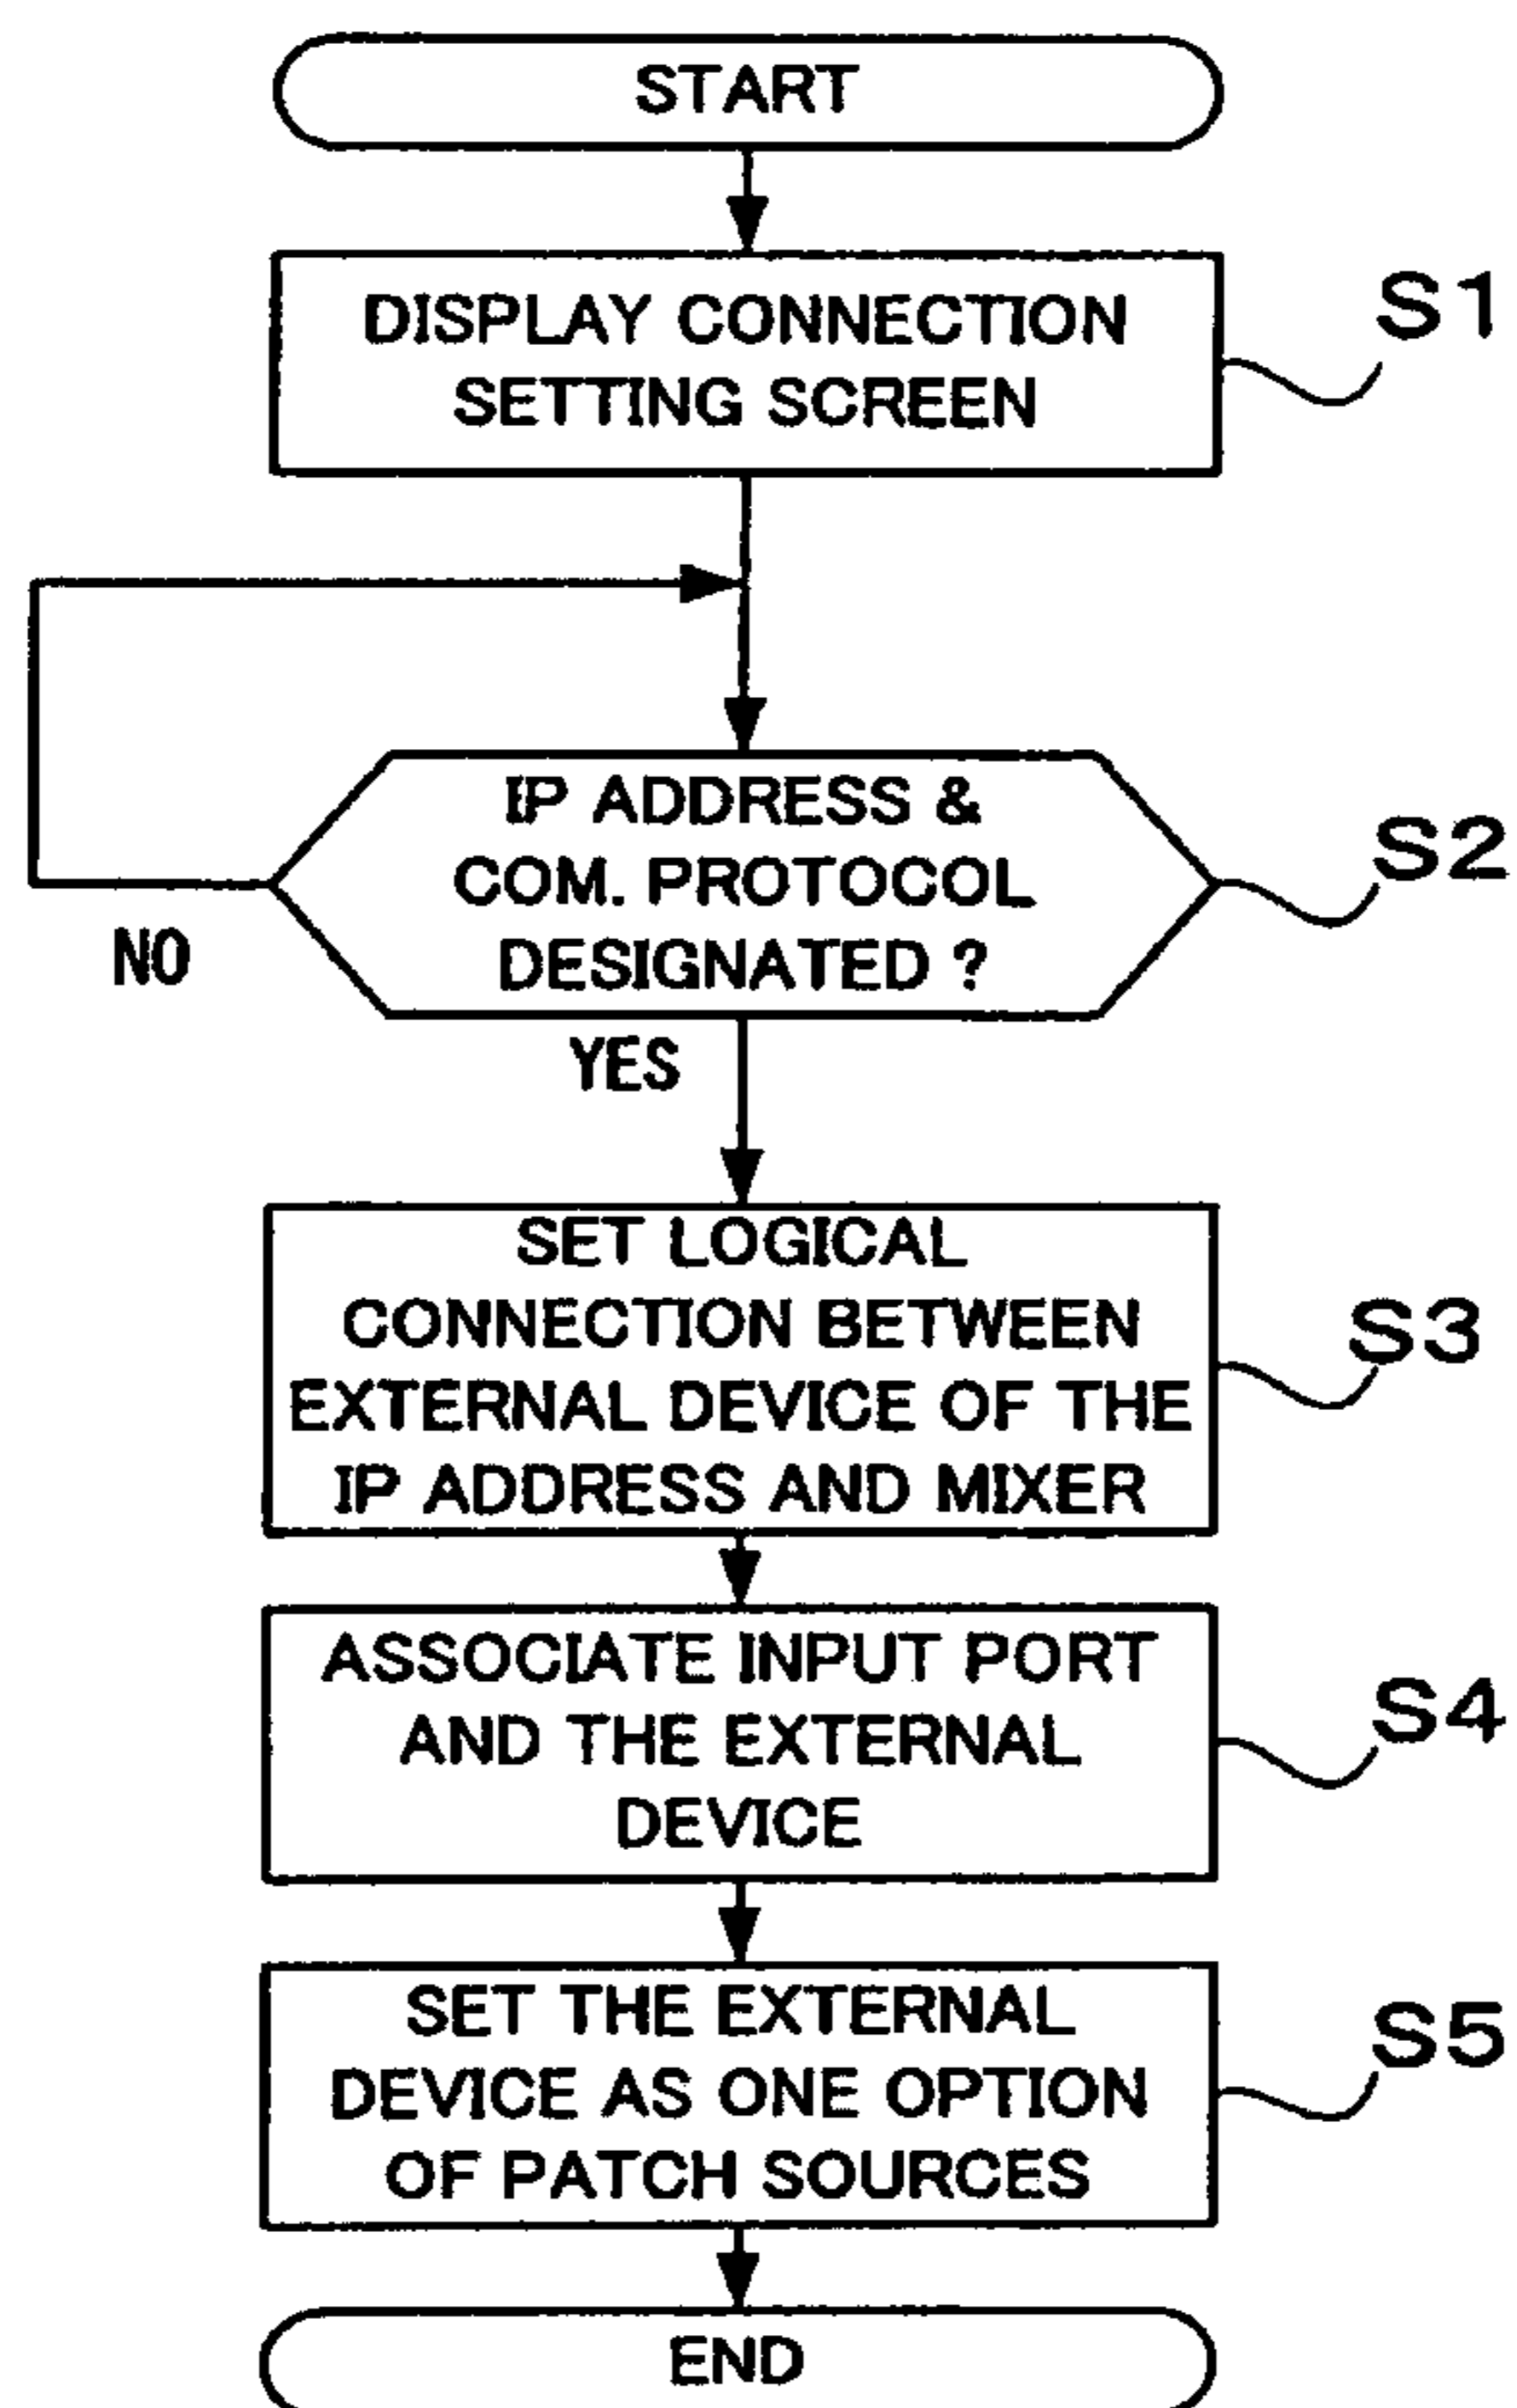 START
DISPLAY CONNECTION
SETTING SCREEN
S1
IP ADDRESS &
COM. PROTOCOL
DESIGNATED ?
S2
NO
YES
SET LOGICAL
CONNECTION BETWEEN
EXTERNAL DEVICE OF THE
IP ADDRESS AND MIXER
S3
ASSOCIATE INPUT PORT
AND THE EXTERNAL
DEVICE
S4
SET THE EXTERNAL
DEVICE AS ONE OPTION
OF PATCH SOURCES
S5
END